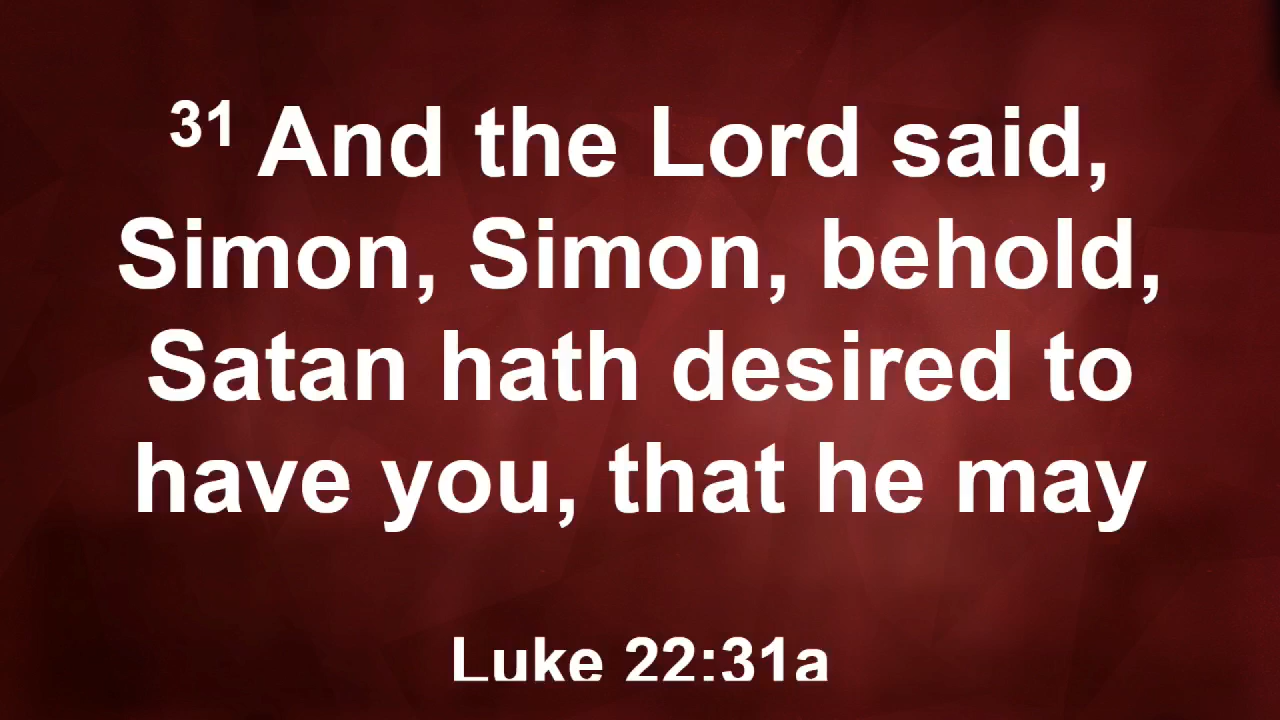 31 And the Lord said,
Simon, Simon, behold,
Satan hath desired to
have you, that he may
Luke 22:31a